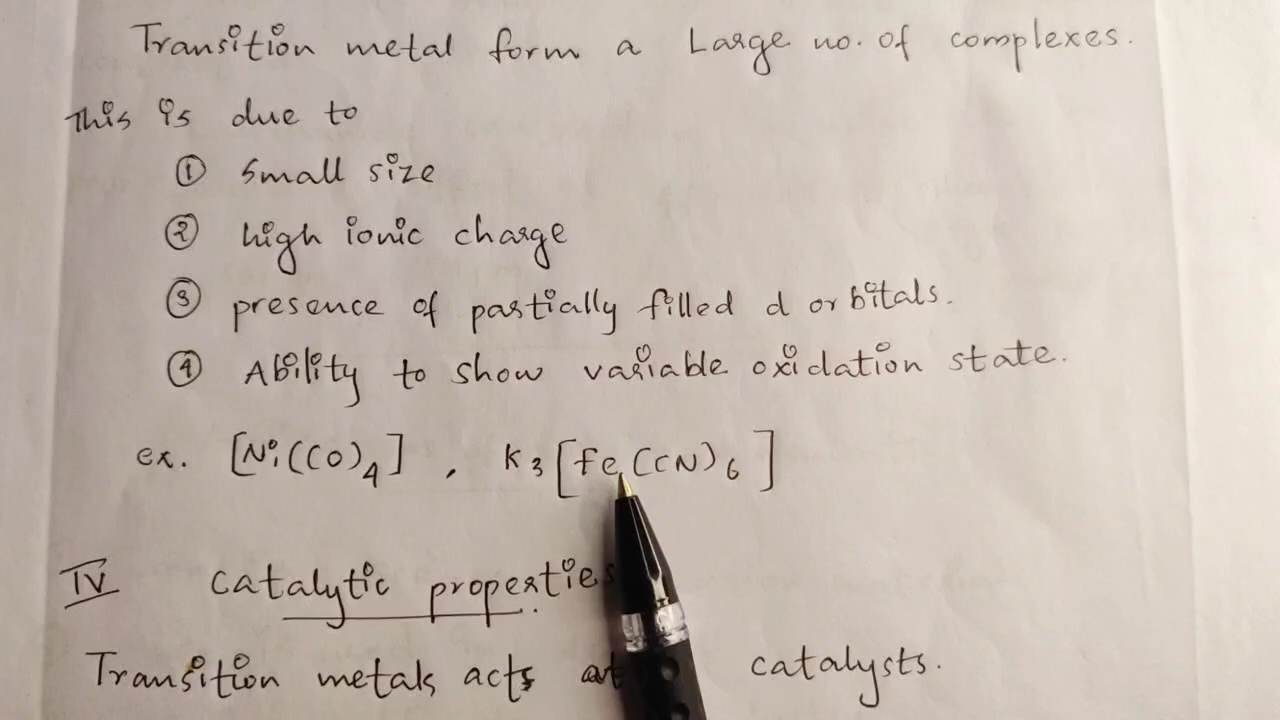 Transition metal form a Large no. of complexes.
This is due to
① Small size
② high ionic charge
③ presence of partially filled d orbitals.
④ Ability to show variable oxidation state.
ex. [Ni(CO)4] , K3[Fe(CN)6]
IV Catalytic properties.
Transition metals acts catalysts.